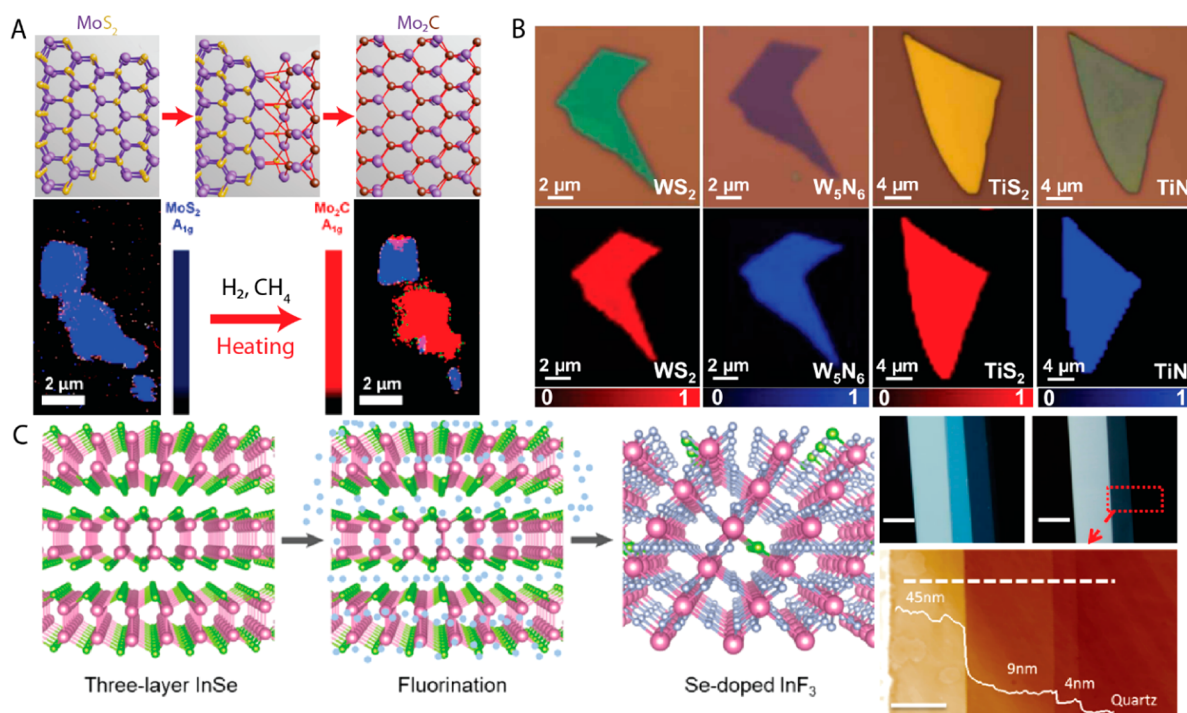 A
MoS₂
Mo₂C
MoS₂
A₁g
H₂, CH₄
Heating
Mo₂C
A₁g
2 µm
2 µm
B
2 µm
WS₂
2 µm
W₅N₆
4 µm
TiS₂
4 µm
TiN
2 µm
WS₂
2 µm
W₅N₆
4 µm
TiS₂
4 µm
TiN
0 1
0 1
0 1
0 1
C
Three-layer InSe
Fluorination
Se-doped InF₃
45nm
9nm
4nm
Quartz